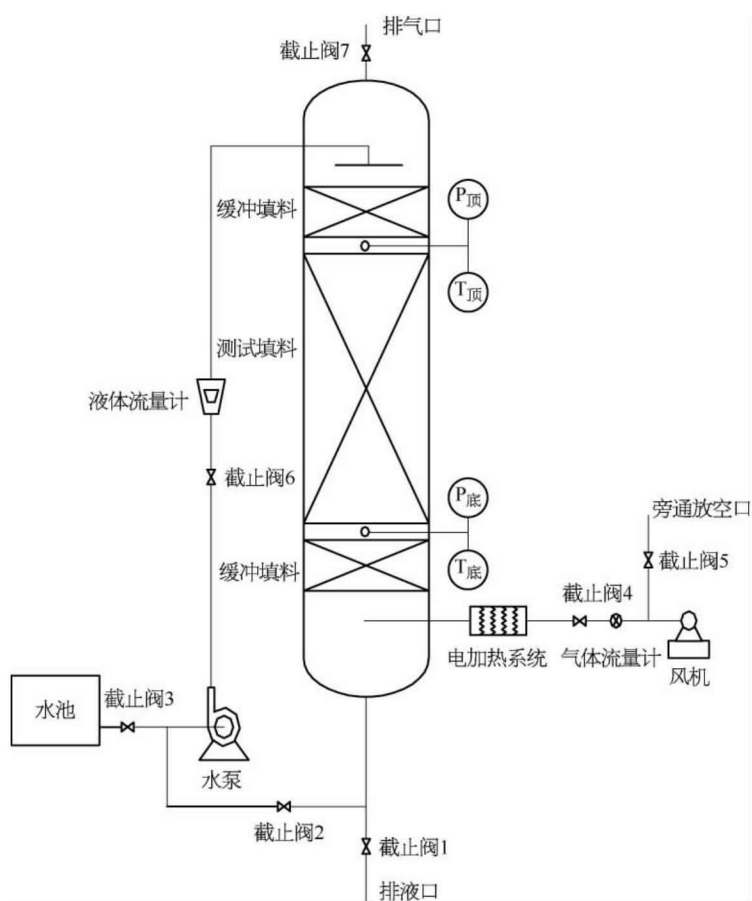 排气口
截止阀7
缓冲填料
P顶
T顶
测试填料
液体流量计
截止阀6
P底
旁通放空口
缓冲填料
T底
截止阀5
截止阀4
电加热系统
气体流量计
风机
截止阀3
水池
水泵
截止阀2
截止阀1
排液口